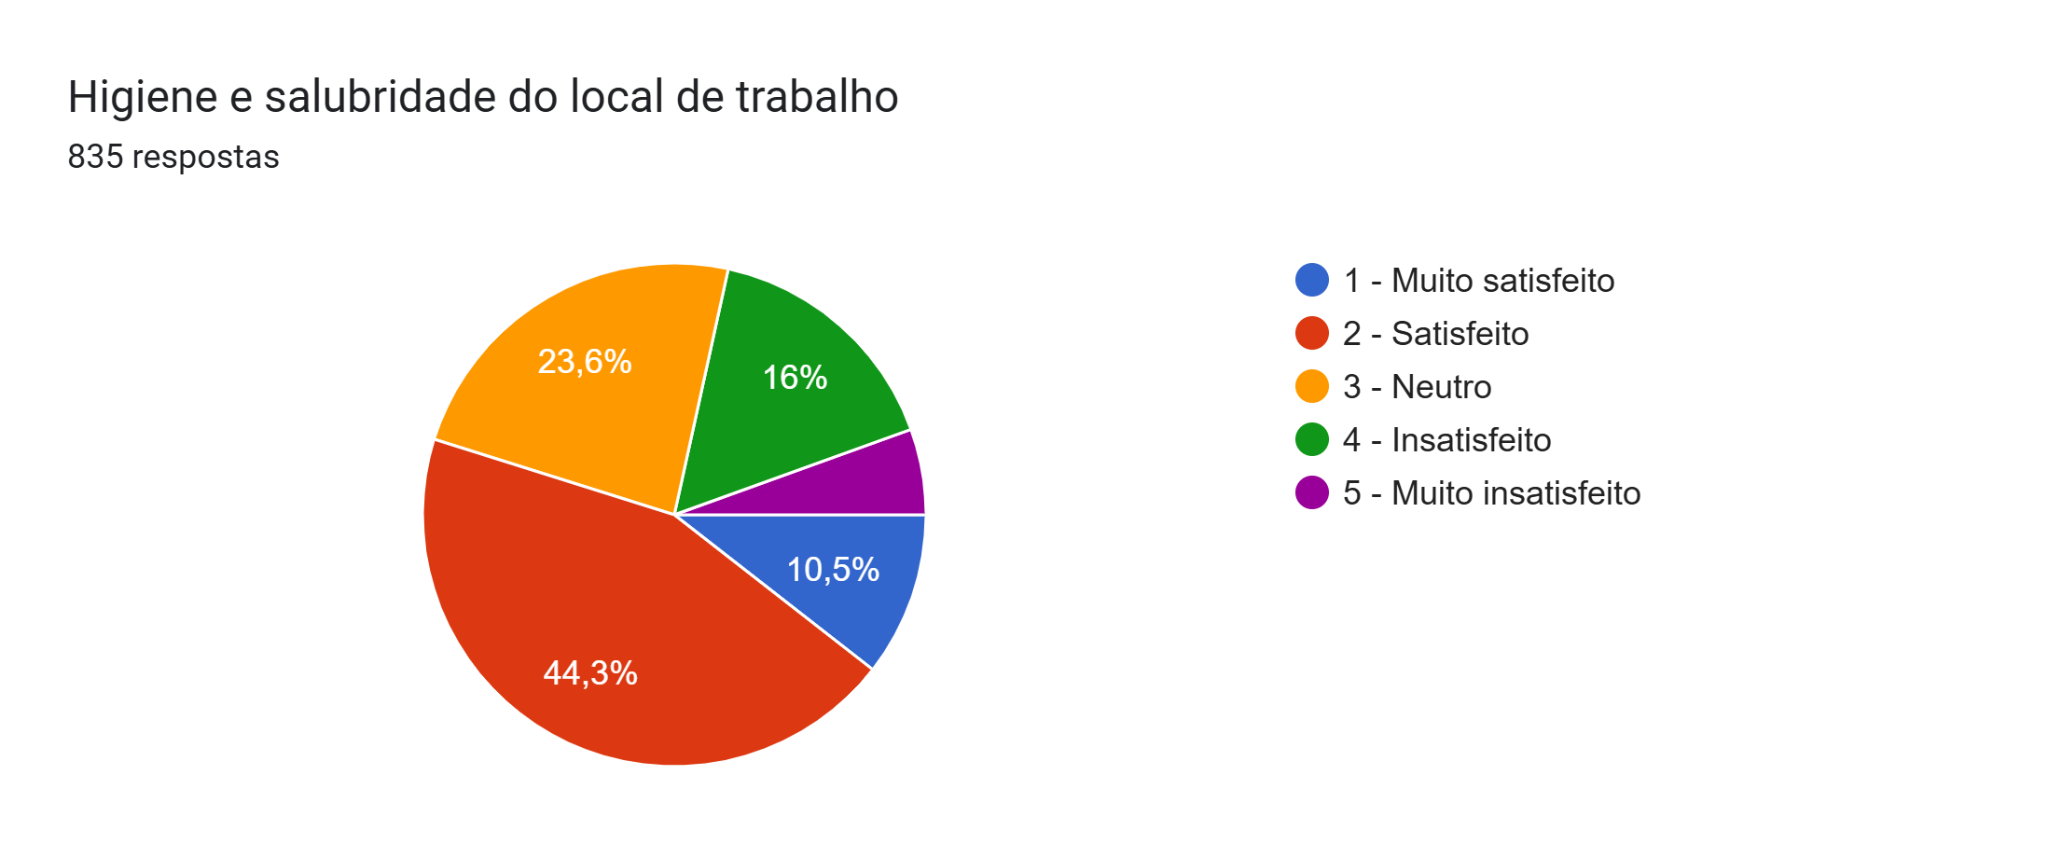 Higiene e salubridade do local de trabalho
835 respostas
23,6%
16%
10,5%
44,3%
1 - Muito satisfeito
2 - Satisfeito
3 - Neutro
4 - Insatisfeito
5 - Muito insatisfeito